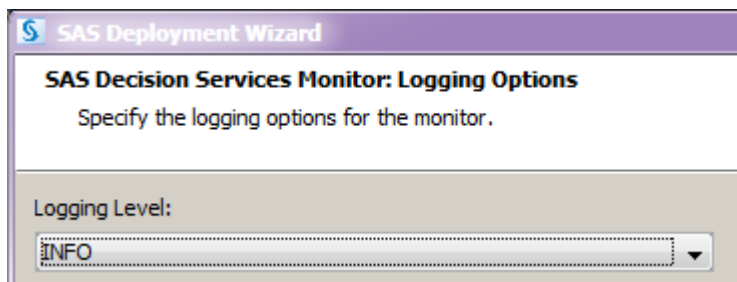 SAS Deployment Wizard
SAS Decision Services Monitor: Logging Options
Specify the logging options for the monitor.
Logging Level:
INFO